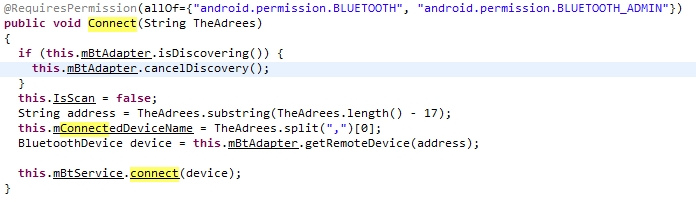 @RequiresPermission(allOf={"android.permission.BLUETOOTH", "android.permission.BLUETOOTH_ADMIN"})
public void Connect(String TheAdrees)
{
  if (this.mBtAdapter.isDiscovering()) {
    this.mBtAdapter.cancelDiscovery();
  }
  this.IsScan = false;
  String address = TheAdrees.substring(TheAdrees.length() - 17);
  this.mConnectedDeviceName = TheAdrees.split(",")[0];
  BluetoothDevice device = this.mBtAdapter.getRemoteDevice(address);
  this.mBtService.connect(device);
}